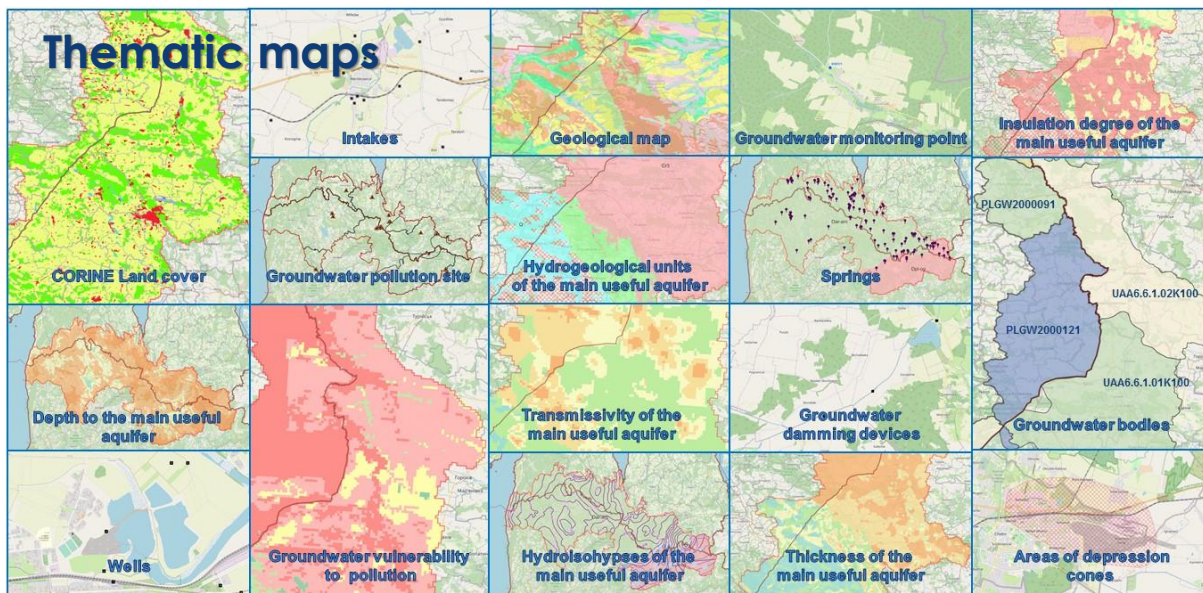 Thematic maps
Intakes
Geological map
Groundwater monitoring point
Insulation degree of the
main useful aquifer
CORINE Land cover
Groundwater pollution site
Hydrogeological units
of the main useful aquifer
Springs
PLGW2000091
UAA6.6.1.02K100
PLGW2000121
UAA6.6.1.01K100
Groundwater bodies
Depth to the main useful
aquifer
Groundwater vulnerability
to pollution
Transmissivity of the
main useful aquifer
Groundwater
damming devices
Wells
Hydroisohypses of the
main useful aquifer
Thickness of the
main useful aquifer
Areas of depression
cones